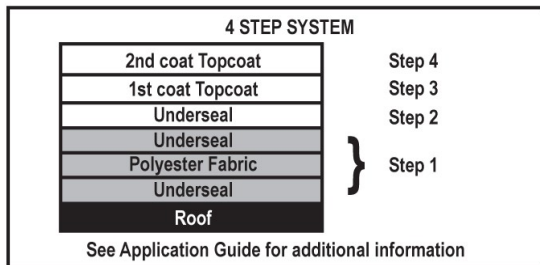 4 STEP SYSTEM
2nd coat Topcoat Step 4
1st coat Topcoat Step 3
Underseal Step 2
Underseal
Polyester Fabric } Step 1
Underseal
Roof
See Application Guide for additional information